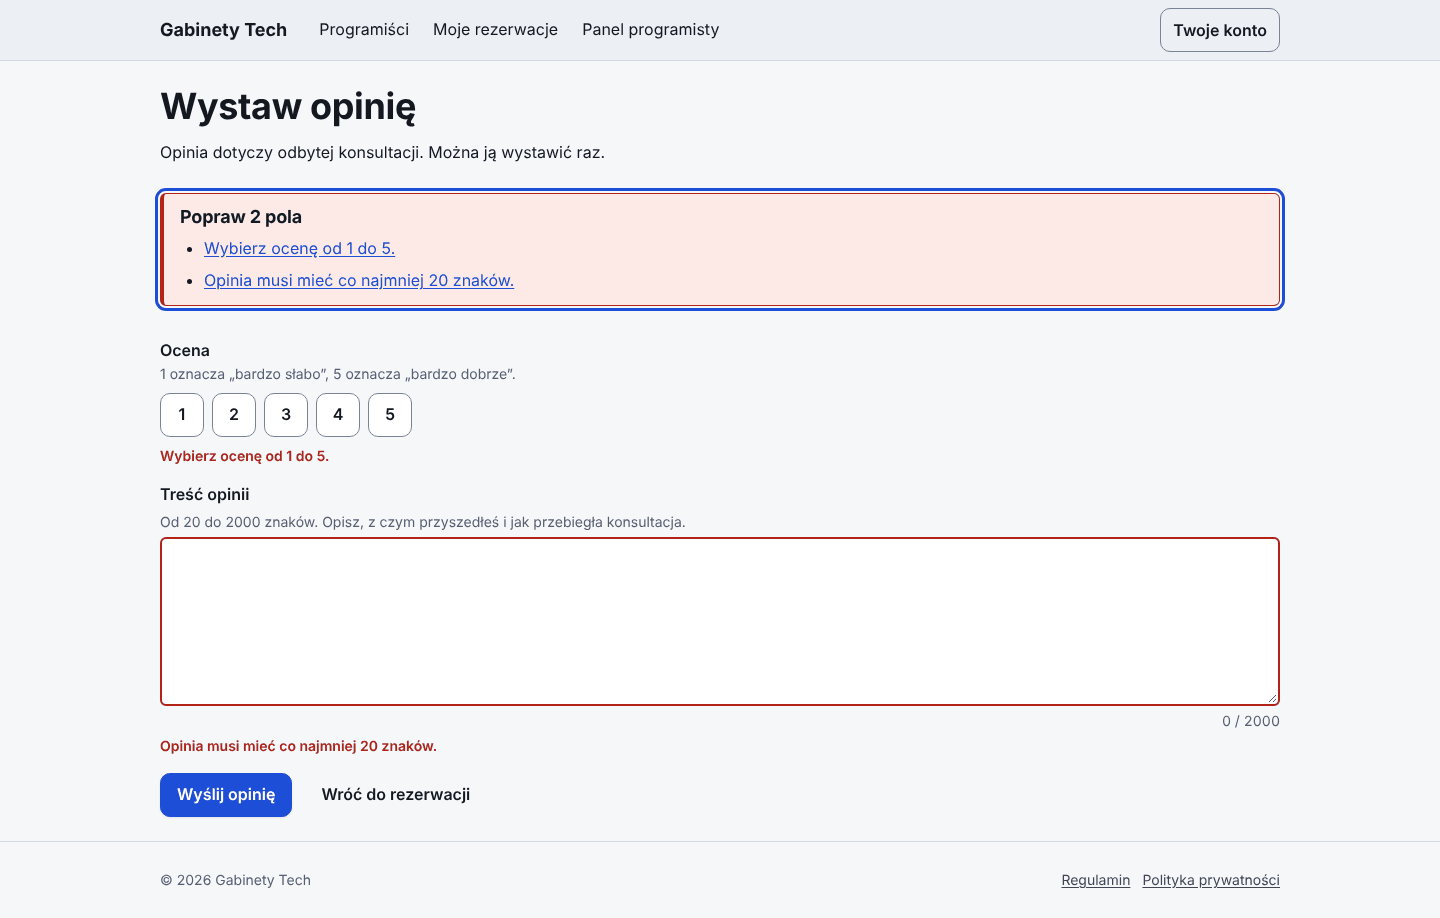 Gabinety Tech Programiści Moje rezerwacje Panel programisty Twoje konto
Wystaw opinię
Opinia dotyczy odbytej konsultacji. Można ją wystawić raz.
Popraw 2 pola
Wybierz ocenę od 1 do 5.
Opinia musi mieć co najmniej 20 znaków.
Ocena
1 oznacza „bardzo słabo”, 5 oznacza „bardzo dobrze”.
1 2 3 4 5
Wybierz ocenę od 1 do 5.
Treść opinii
Od 20 do 2000 znaków. Opisz, z czym przyszedłeś i jak przebiegła konsultacja.
0 / 2000
Opinia musi mieć co najmniej 20 znaków.
Wyślij opinię Wróć do rezerwacji
© 2026 Gabinety Tech Regulamin Polityka prywatności